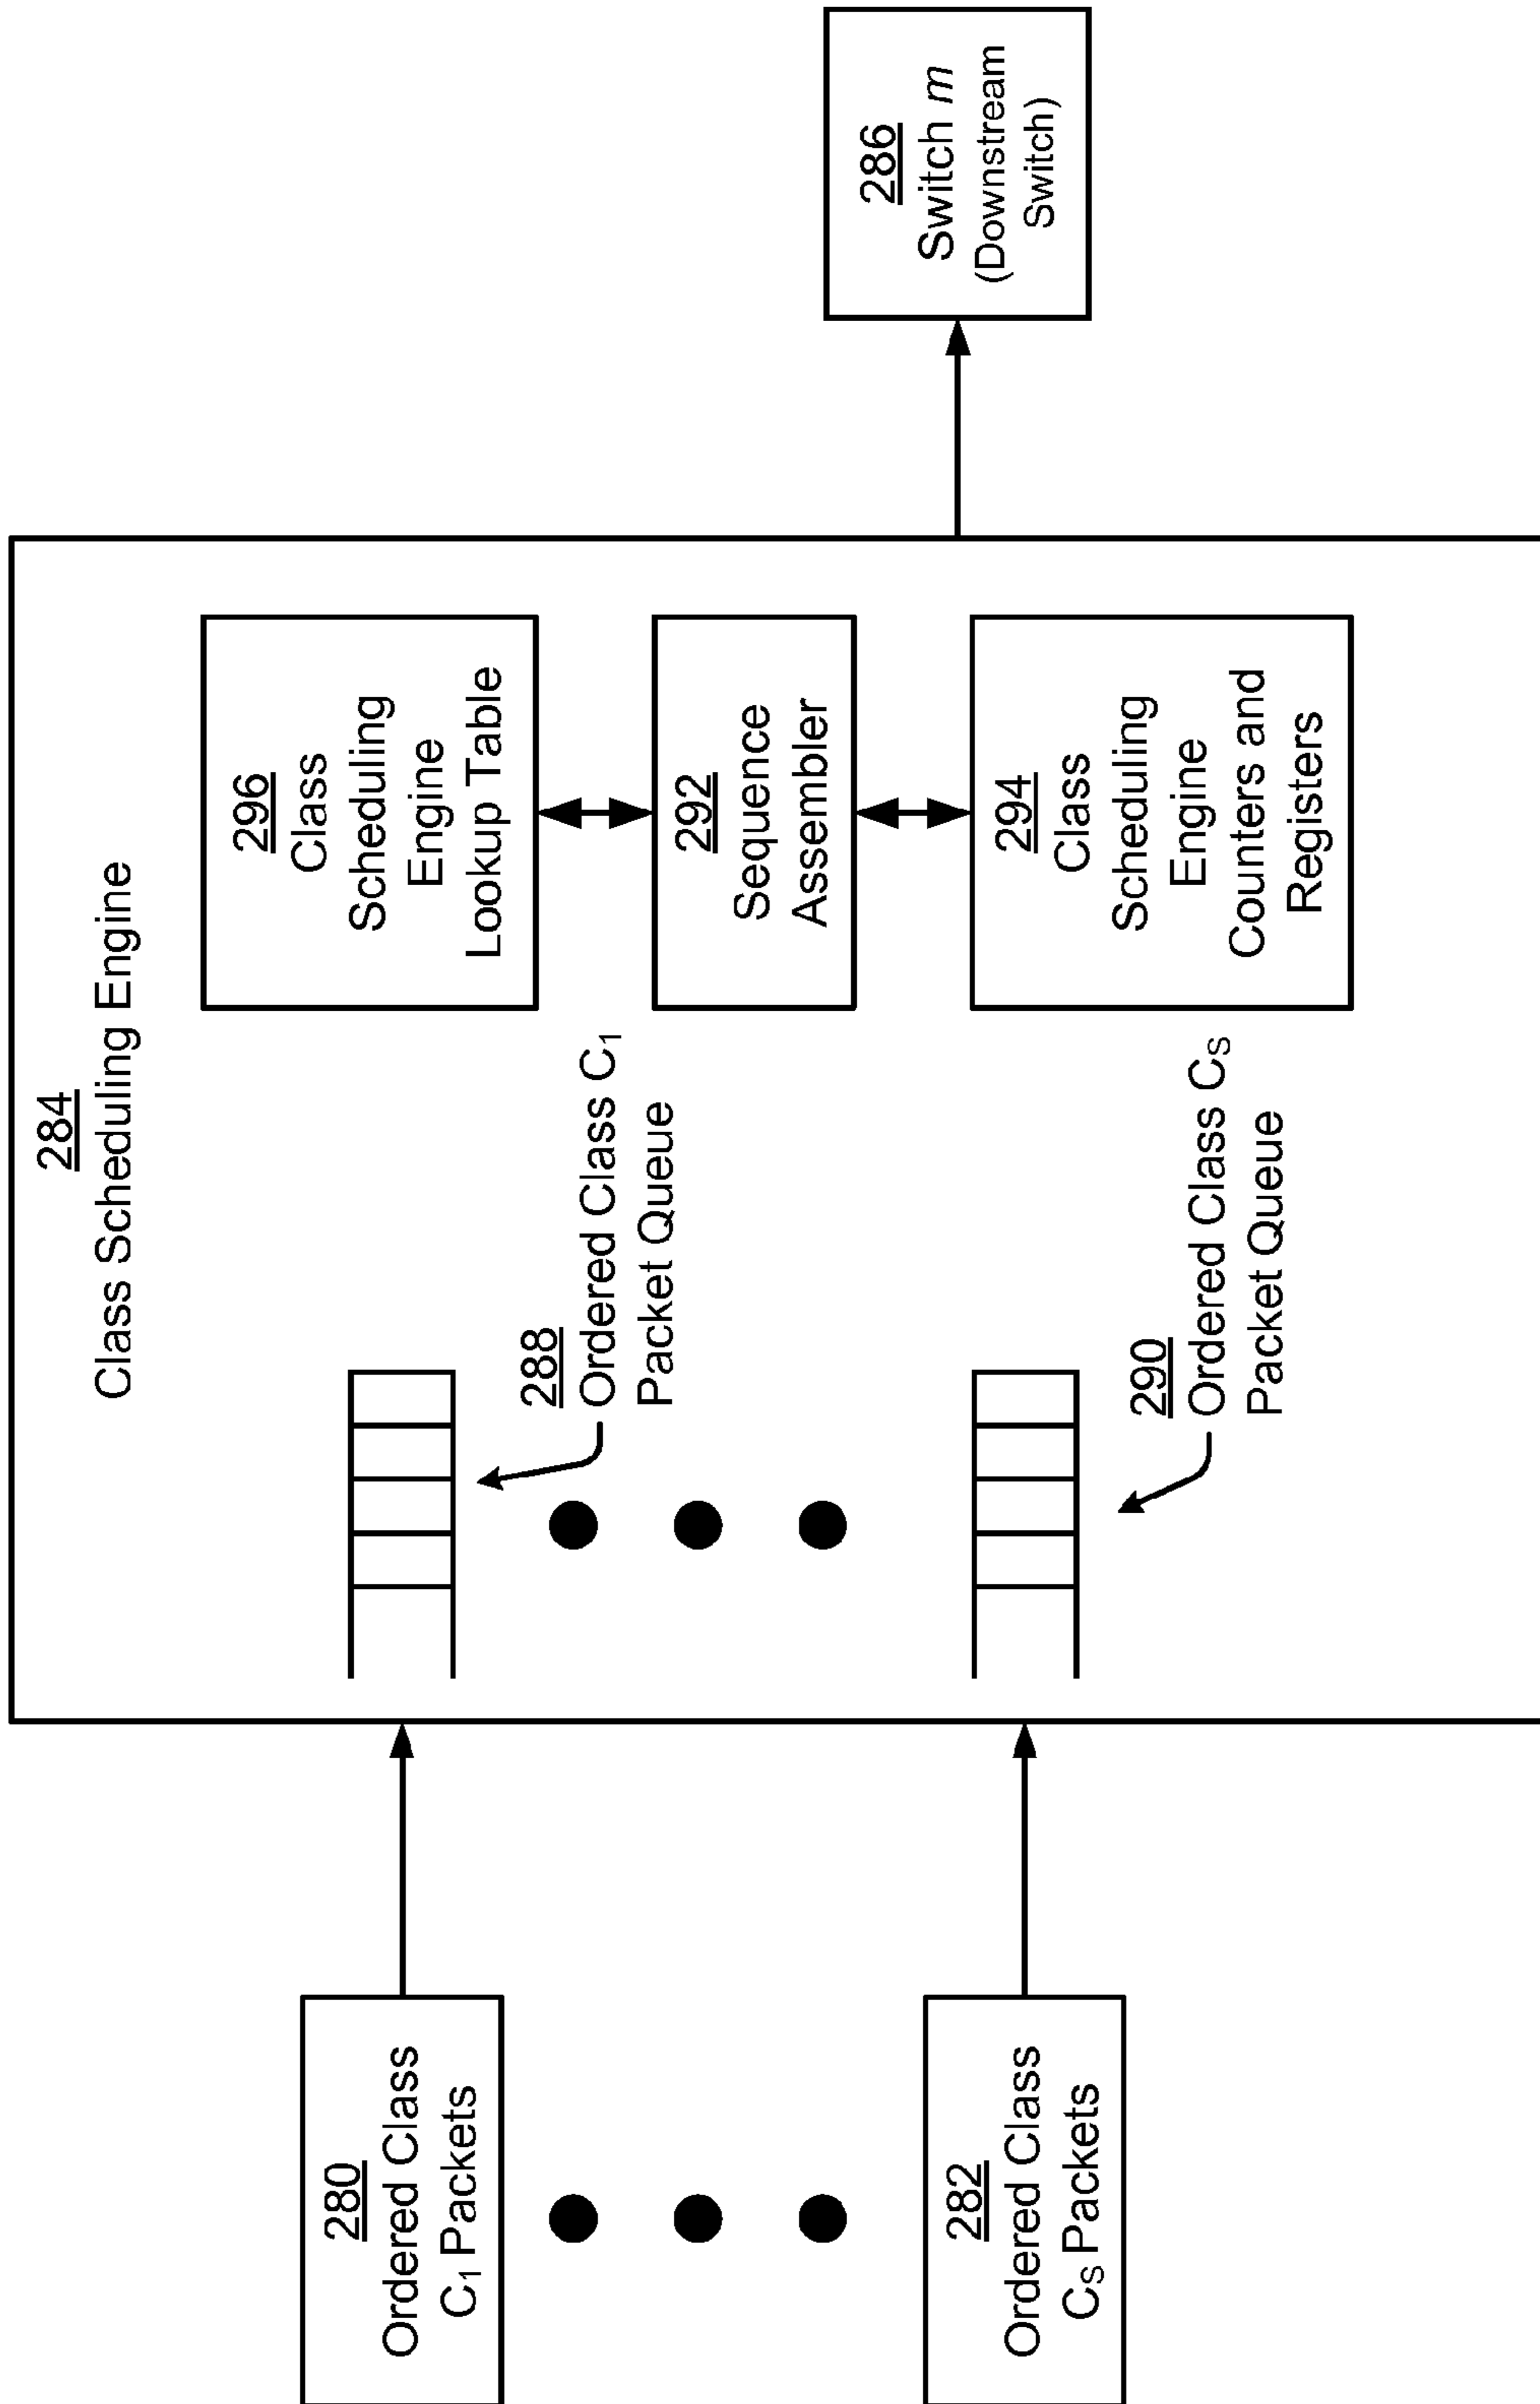 280
Ordered Class
C₁ Packets
282
Ordered Class
Cₛ Packets
284
Class Scheduling Engine
288
Ordered Class C₁
Packet Queue
290
Ordered Class Cₛ
Packet Queue
296
Class
Scheduling
Engine
Lookup Table
292
Sequence
Assembler
294
Class
Scheduling
Engine
Counters and
Registers
286
Switch m
(Downstream
Switch)